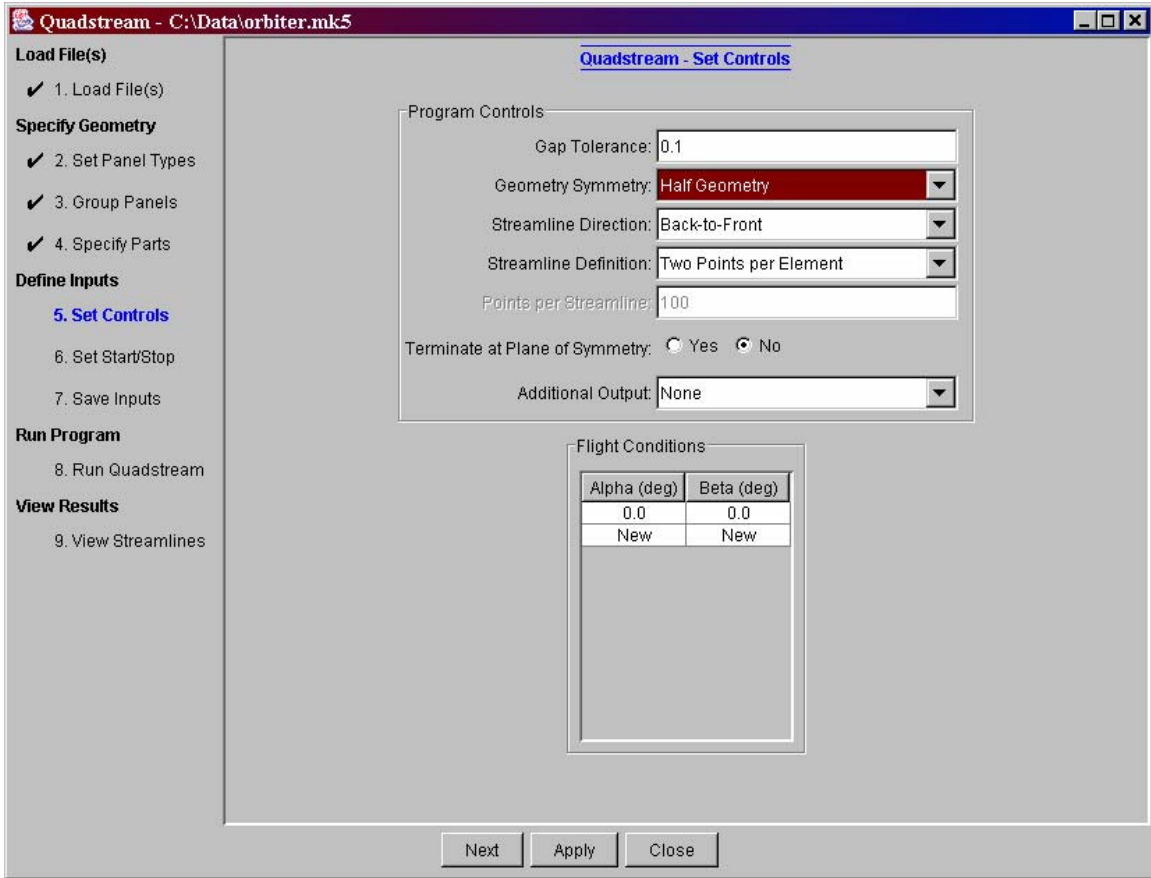 Quadstream - C:\Data\orbiter.mk5
Load File(s)
1. Load File(s)
Specify Geometry
2. Set Panel Types
3. Group Panels
4. Specify Parts
Define Inputs
5. Set Controls
6. Set Start/Stop
7. Save Inputs
Run Program
8. Run Quadstream
View Results
9. View Streamlines
Quadstream - Set Controls
Program Controls
Gap Tolerance: 0.1
Geometry Symmetry: Half Geometry
Streamline Direction: Back-to-Front
Streamline Definition: Two Points per Element
Points per Streamline: 100
Terminate at Plane of Symmetry: Yes No
Additional Output: None
Flight Conditions
Alpha (deg) Beta (deg)
0.0 0.0
New New
Next Apply Close